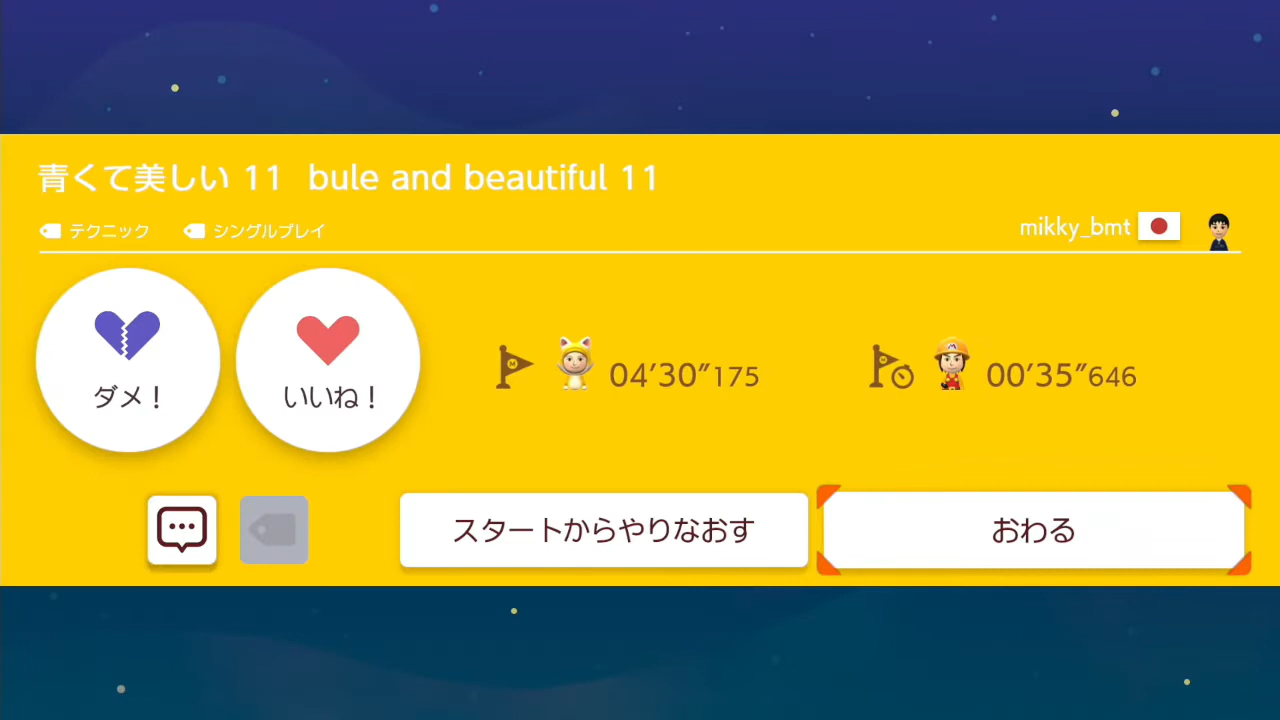 青くて美しい 11  bule and beautiful 11
テクニック シングルプレイ mikky_bmt
ダメ! いいね! M 04′30″175 M M 00′35″646
スタートからやりなおす おわる